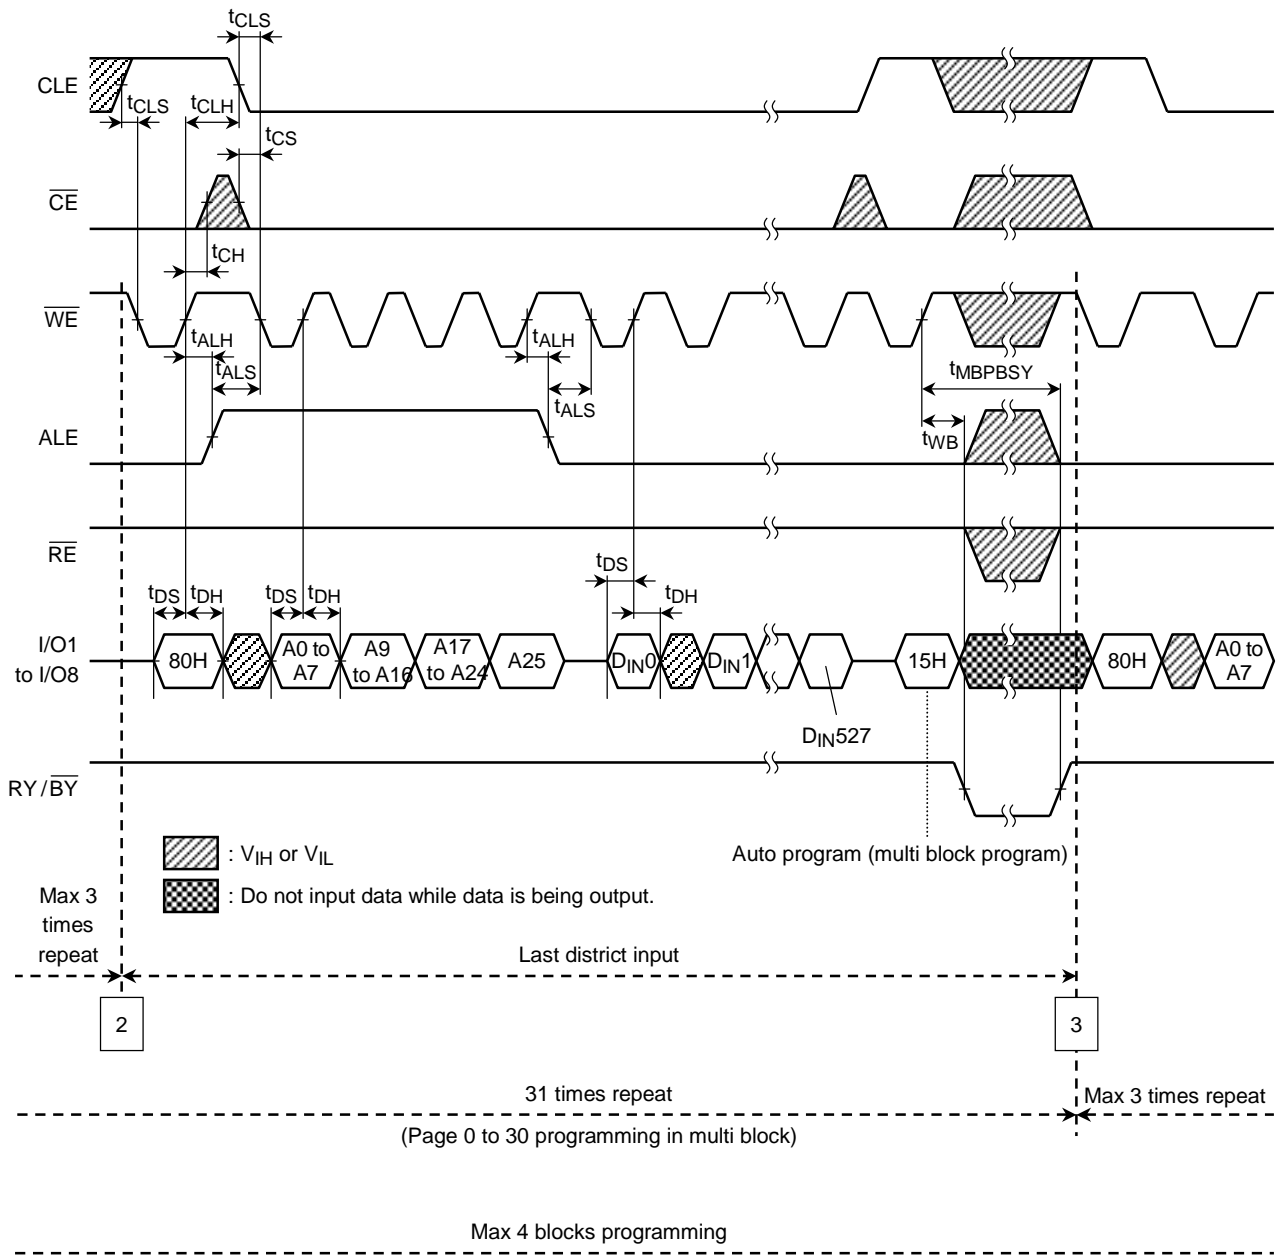 tCLS
CLE
tCLS
tCLH
tCS
CE
tCH
WE
tALH
tALH
tMBPBSY
tALS
tALS
tWB
ALE
RE
tDS
tDS
tDH
tDS
tDH
tDH
I/O1
to I/O8
80H
A0 to
A7
A9
to A16
A17
to A24
A25
DIN0
DIN1
15H
80H
A0 to
A7
DIN527
RY/BY
: VIH or VIL
Auto program (multi block program)
: Do not input data while data is being output.
Max 3
times
repeat
Last district input
2
3
31 times repeat
Max 3 times repeat
(Page 0 to 30 programming in multi block)
Max 4 blocks programming